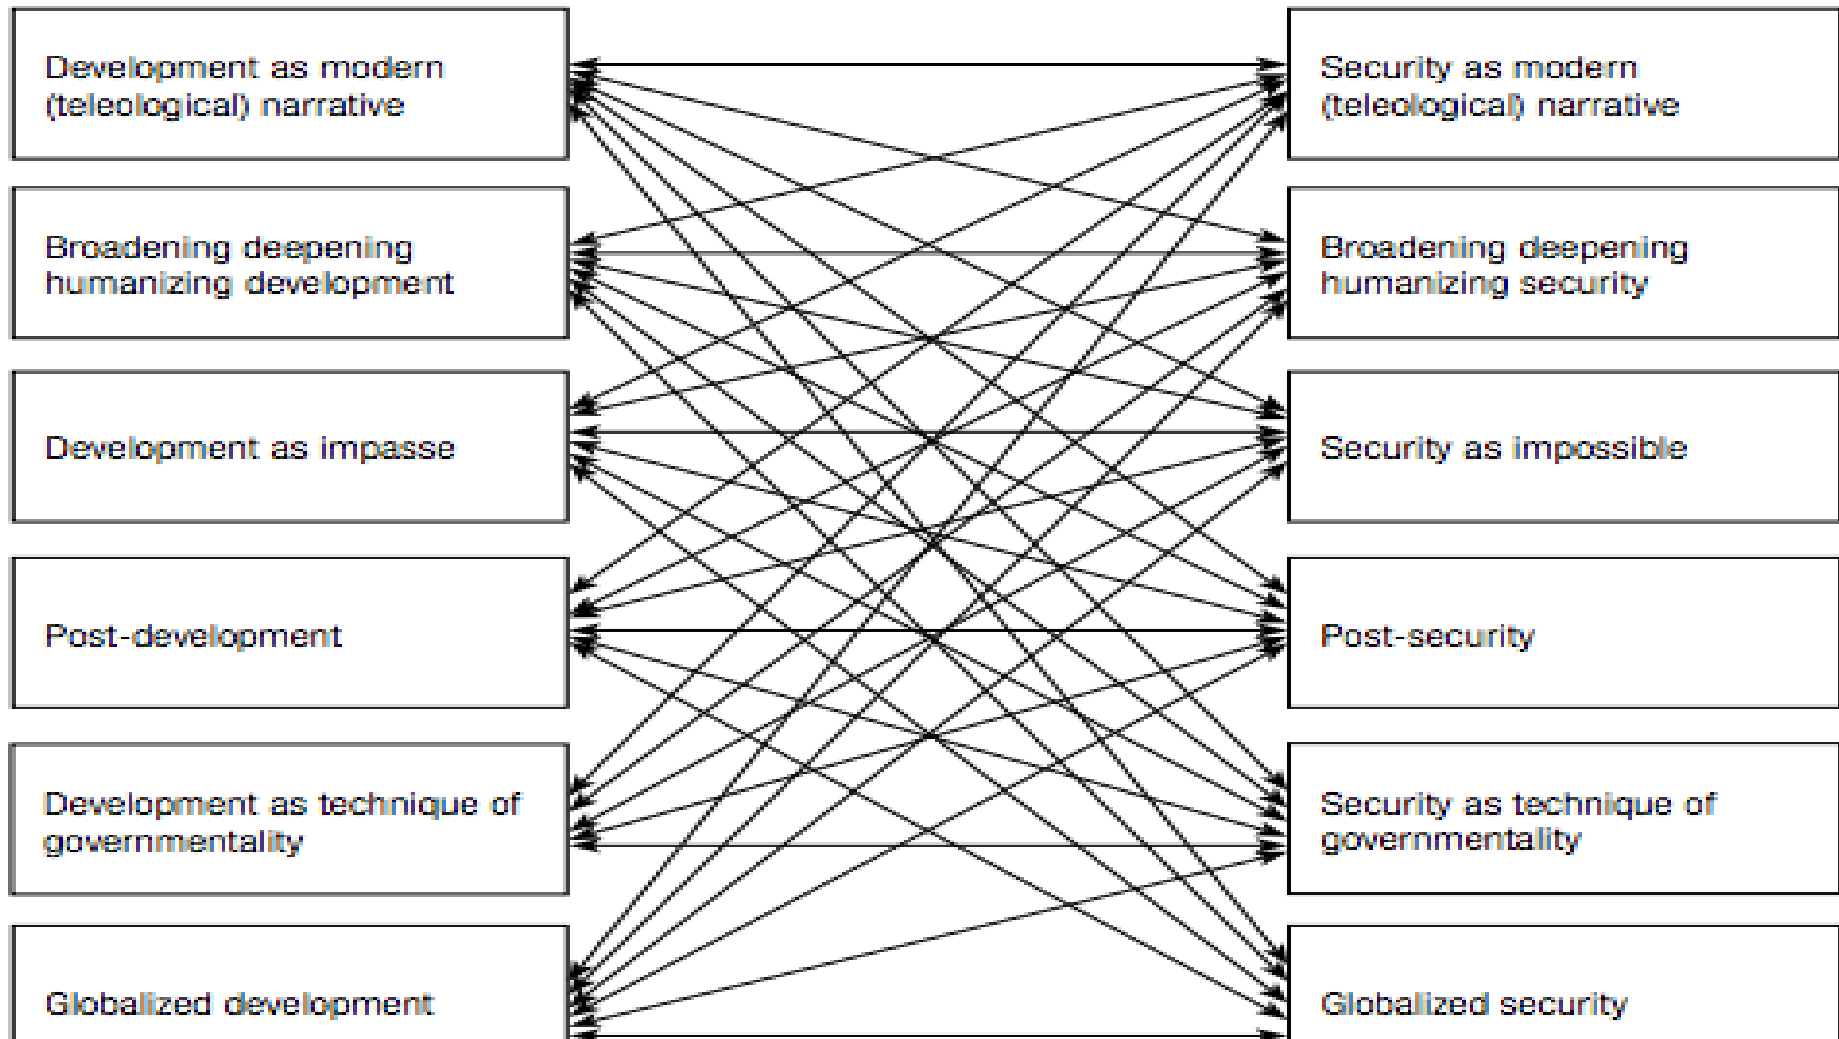 Development as modern
(teleological) narrative
Security as modern
(teleological) narrative
Broadening deepening
humanizing development
Broadening deepening
humanizing security
Development as impasse
Security as impossible
Post-development
Post-security
Development as technique of
governmentality
Security as technique of
governmentality
Globalized development
Globalized security